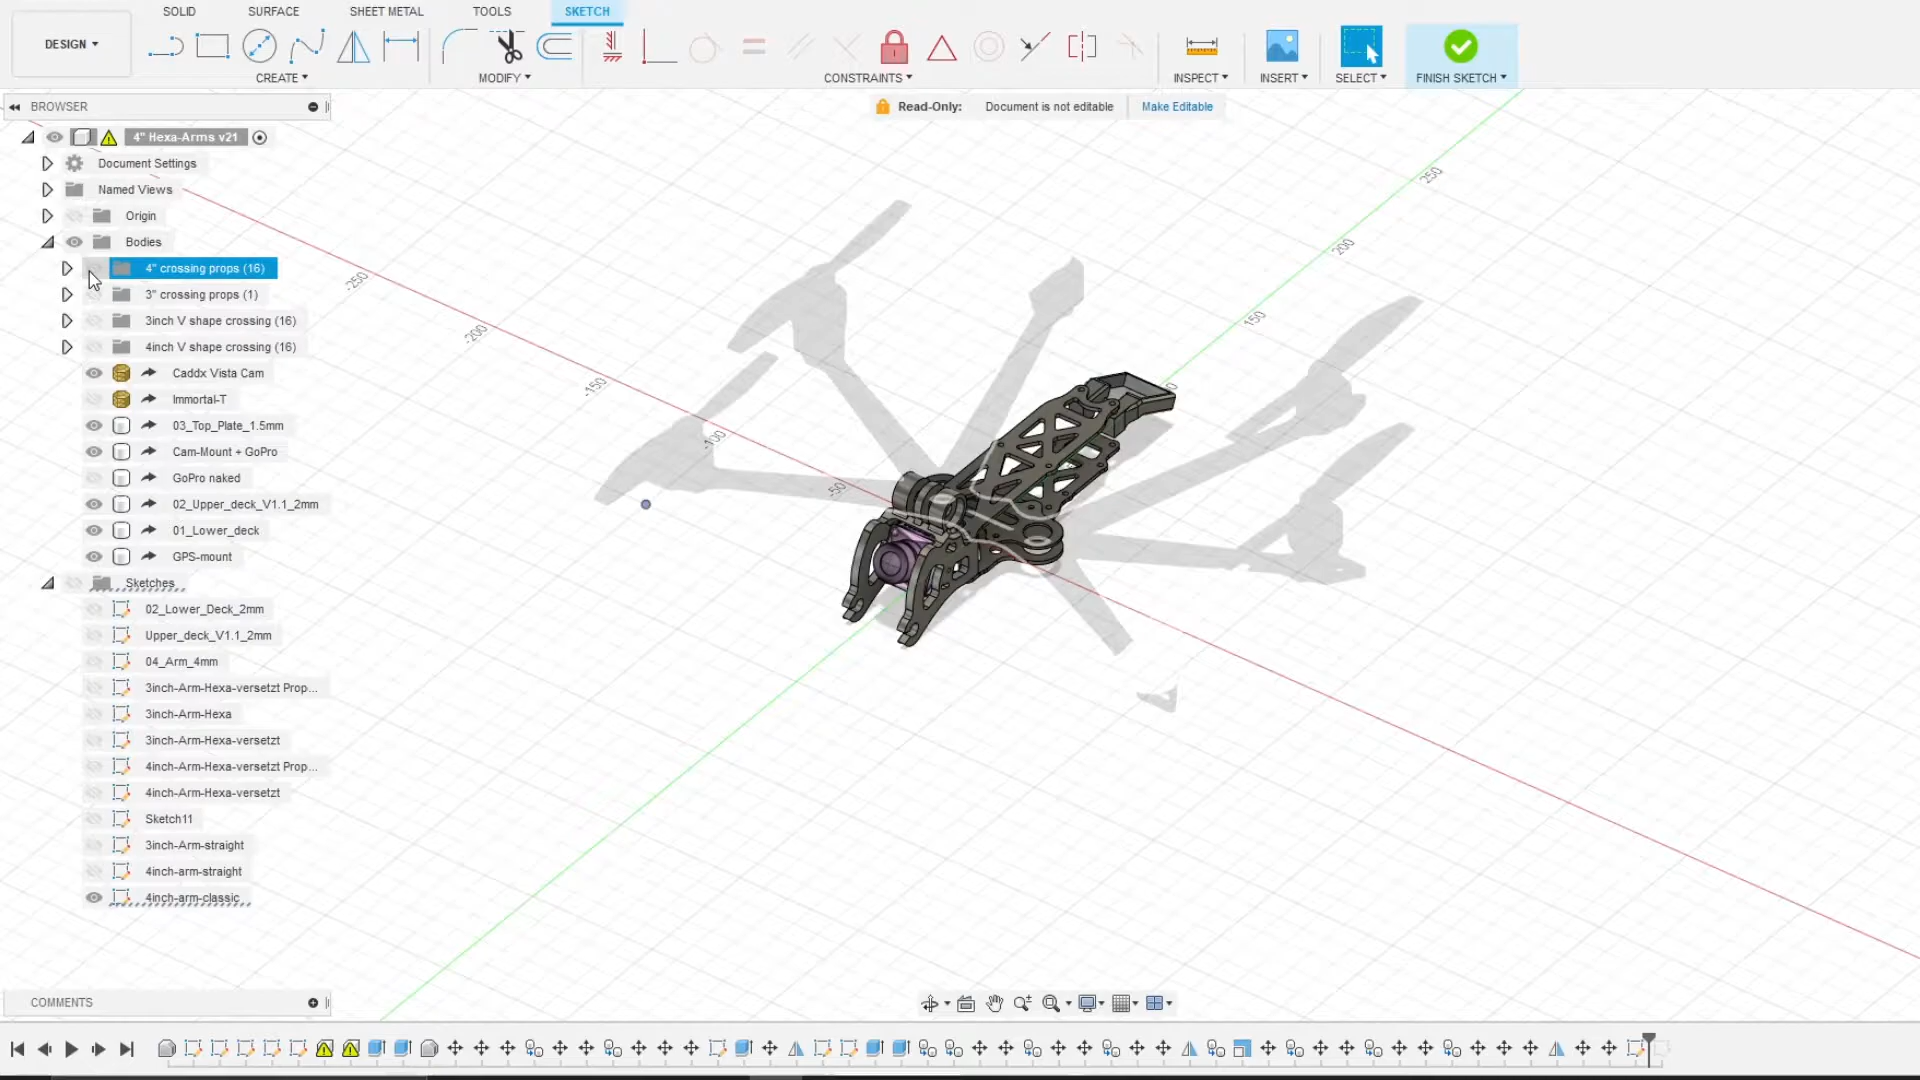 SOLID SURFACE SHEET METAL TOOLS SKETCH
DESIGN
CREATE MODIFY CONSTRAINTS INSPECT INSERT SELECT FINISH SKETCH
BROWSER
Read-Only: Document is not editable Make Editable
4" Hexa-Arms v21
Document Settings
Named Views
Origin
Bodies
4" crossing props (16)
3" crossing props (1)
3inch V shape crossing (16)
4inch V shape crossing (16)
Caddx Vista Cam
Immortal-T
03_Top_Plate_1.5mm
Cam-Mount + GoPro
GoPro naked
02_Upper_deck_V1.1_2mm
01_Lower_deck
GPS-mount
Sketches
02_Lower_Deck_2mm
Upper_deck_V1.1_2mm
04_Arm_4mm
3inch-Arm-Hexa-versetzt Prop...
3inch-Arm-Hexa
3inch-Arm-Hexa-versetzt
4inch-Arm-Hexa-versetzt Prop...
4inch-Arm-Hexa-versetzt
Sketch11
3inch-Arm-straight
4inch-arm-straight
4inch-arm-classic
-250
-200
-150
-100
-50
250
200
150
COMMENTS